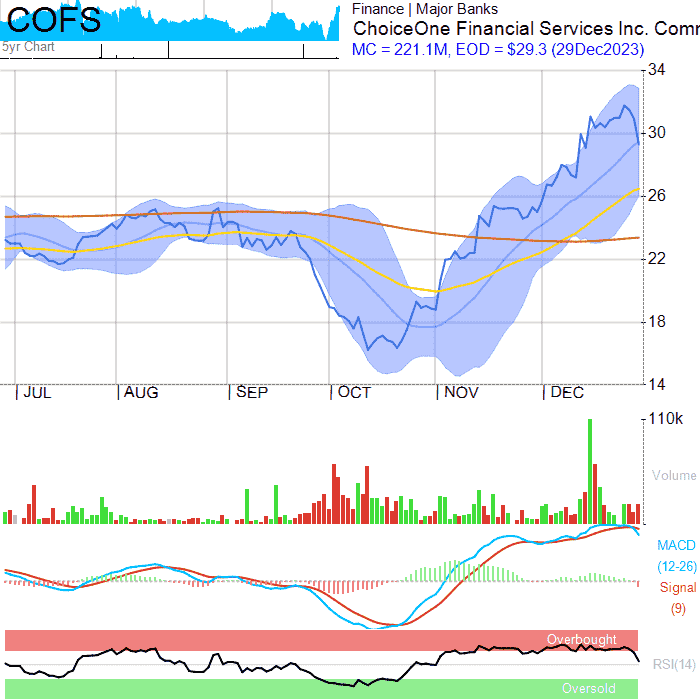 COFS
5yr Chart
Finance | Major Banks
ChoiceOne Financial Services Inc. Comm
MC = 221.1M, EOD = $29.3 (29Dec2023)
34
30
26
22
18
14
JUL
AUG
SEP
OCT
NOV
DEC
110k
Volume
MACD
(12-26)
Signal
(9)
Overbought
RSI(14)
Oversold